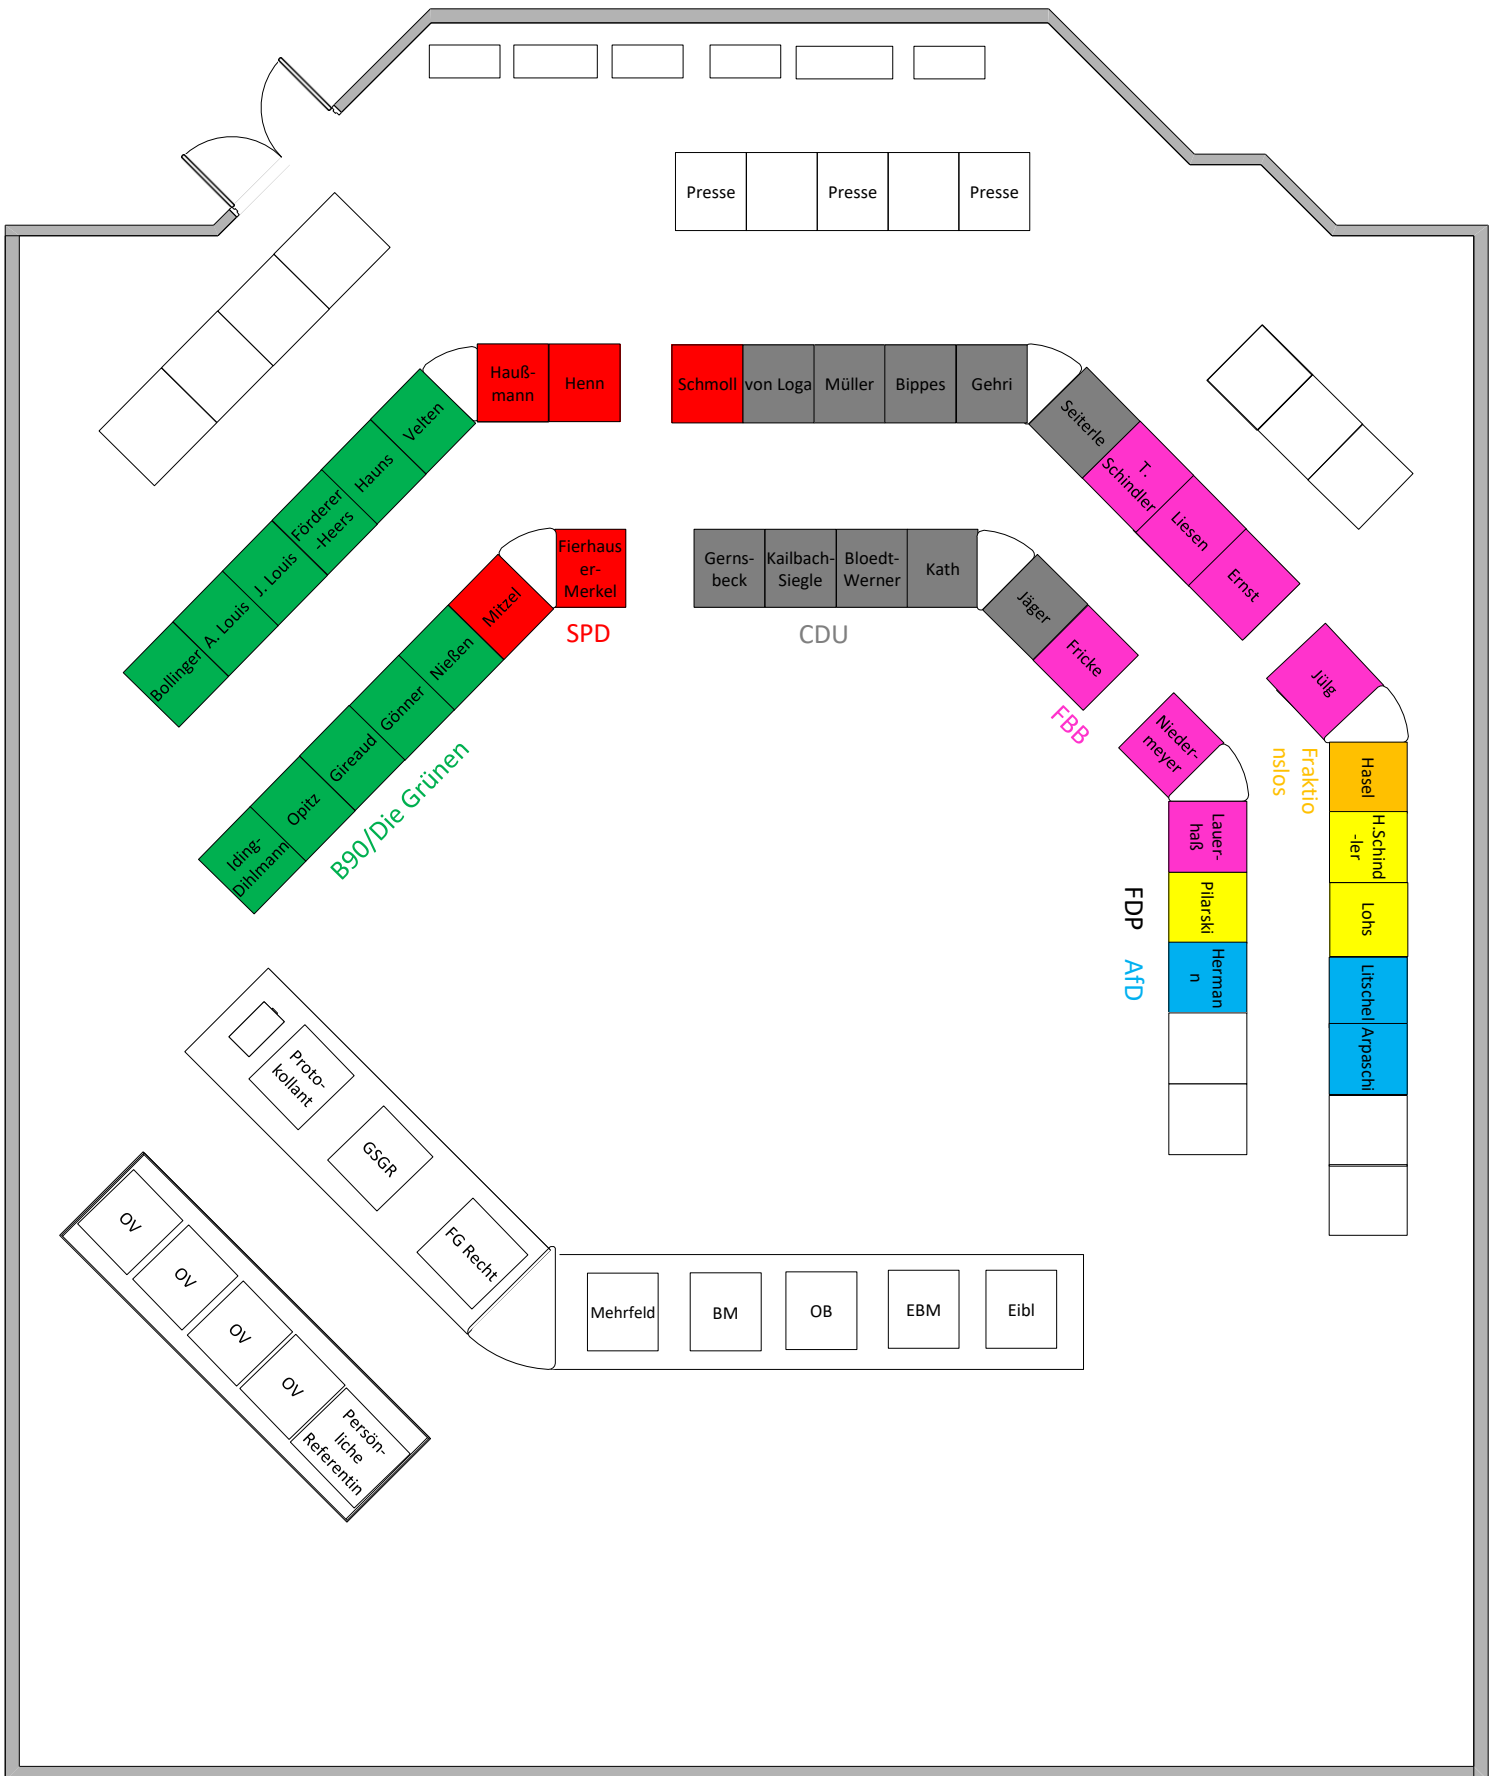 Presse
Presse
Presse
Hauß-
mann
Henn
Schmoll
von Loga
Müller
Bippes
Gehri
Seiterle
T.
Schindler
Liesen
Ernst
Jülg
Velten
Hauns
Förderer
-Heers
J. Louis
A. Louis
Bollinger
Fierhaus
er-
Merkel
SPD
Mitzel
Nießen
Gönner
Gireaud
Opitz
Iding-
Dihlmann
B90/Die Grünen
Gerns-
beck
Kailbach-
Siegle
Bloedt-
Werner
Kath
CDU
Jäger
Fricke
FBB
Nieder-
meyer
Lauer-
haß
Pilarski
Herman
n
FDP
AfD
Fraktio
nslos
Hasel
H.Schind
-ler
Lohs
Litschel
Arpaschi
Proto-
kollant
GSGR
FG Recht
Mehrfeld
BM
OB
EBM
Eibl
OV
OV
OV
OV
Persön-
liche
Referentin